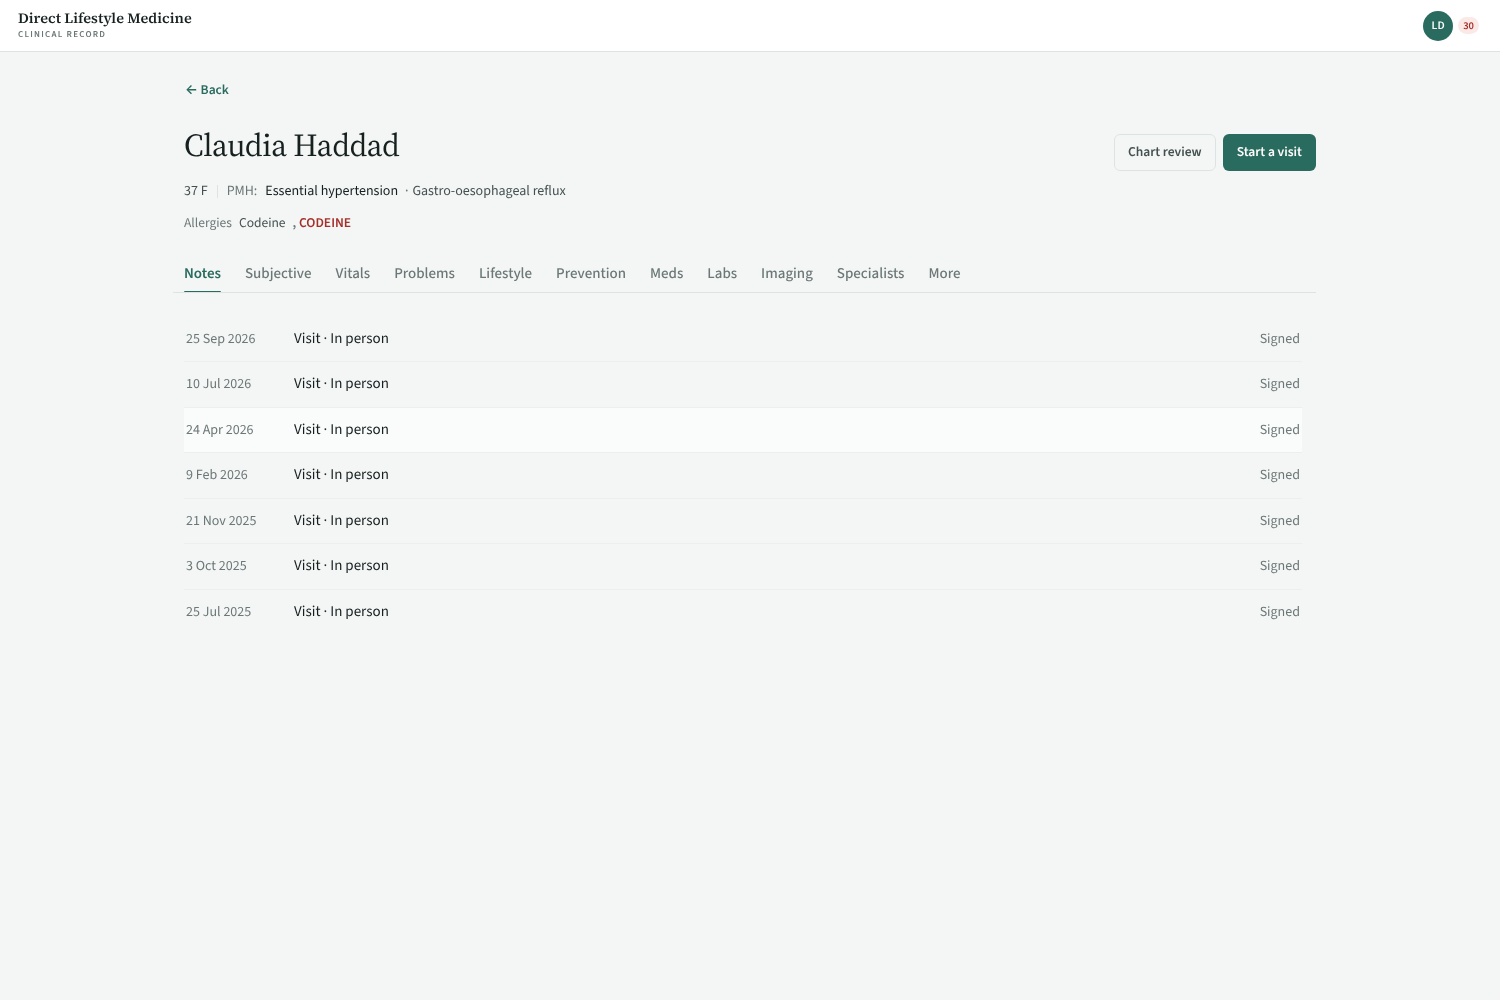 Direct Lifestyle Medicine
CLINICAL RECORD
LD 30
← Back
Claudia Haddad
Chart review Start a visit
37 F PMH: Essential hypertension · Gastro-oesophageal reflux
Allergies Codeine , CODEINE
Notes Subjective Vitals Problems Lifestyle Prevention Meds Labs Imaging Specialists More
25 Sep 2026 Visit · In person Signed
10 Jul 2026 Visit · In person Signed
24 Apr 2026 Visit · In person Signed
9 Feb 2026 Visit · In person Signed
21 Nov 2025 Visit · In person Signed
3 Oct 2025 Visit · In person Signed
25 Jul 2025 Visit · In person Signed